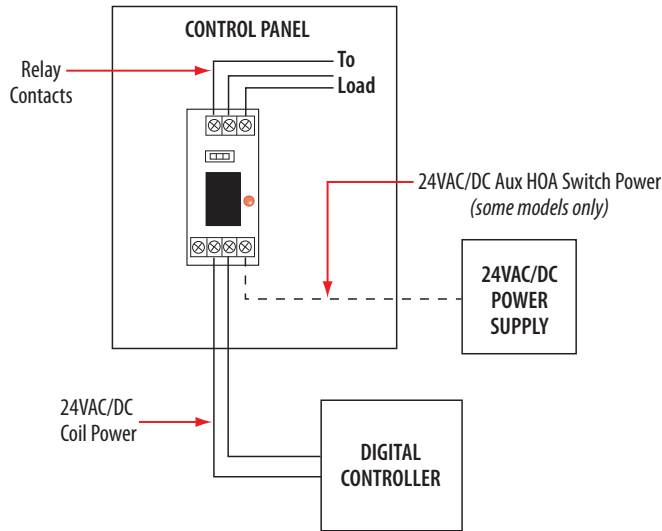 CONTROL PANEL
To
Load
Relay
Contacts
24VAC/DC Aux HOA Switch Power
(some models only)
24VAC/DC
POWER
SUPPLY
24VAC/DC
Coil Power
DIGITAL
CONTROLLER